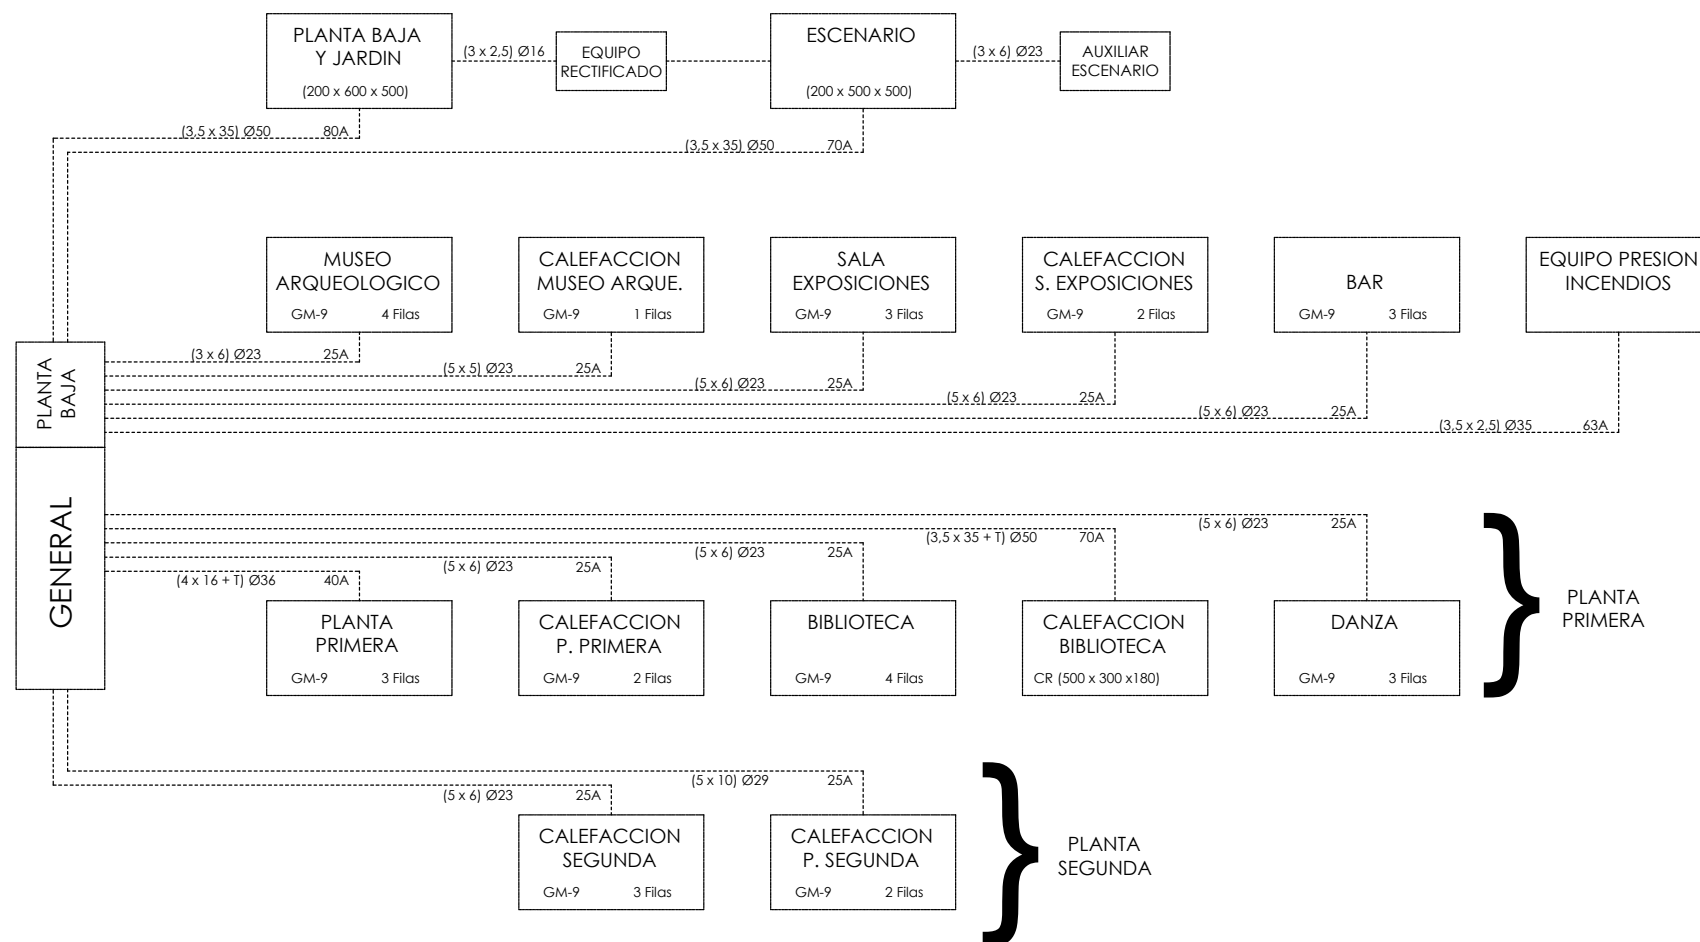 PLANTA BAJA
Y JARDIN
(200 x 600 x 500)
(3 x 2,5) Ø16
EQUIPO
RECTIFICADO
ESCENARIO
(200 x 500 x 500)
(3 x 6) Ø23
AUXILIAR
ESCENARIO
(3,5 x 35) Ø50 80A
(3,5 x 35) Ø50 70A
MUSEO
ARQUEOLOGICO
GM-9 4 Filas
CALEFACCION
MUSEO ARQUE.
GM-9 1 Filas
SALA
EXPOSICIONES
GM-9 3 Filas
CALEFACCION
S. EXPOSICIONES
GM-9 2 Filas
BAR
GM-9 3 Filas
EQUIPO PRESION
INCENDIOS
(3 x 6) Ø23 25A
(5 x 5) Ø23 25A
(5 x 6) Ø23 25A
(5 x 6) Ø23 25A
(5 x 6) Ø23 25A
(3,5 x 2,5) Ø35 63A
PLANTA
BAJA
GENERAL
(5 x 6) Ø23 25A
(3,5 x 35 + T) Ø50 70A
(5 x 6) Ø23 25A
(5 x 6) Ø23 25A
(4 x 16 + T) Ø36 40A
PLANTA
PRIMERA
GM-9 3 Filas
CALEFACCION
P. PRIMERA
GM-9 2 Filas
BIBLIOTECA
GM-9 4 Filas
CALEFACCION
BIBLIOTECA
CR (500 x 300 x180)
DANZA
GM-9 3 Filas
PLANTA
PRIMERA
(5 x 10) Ø29 25A
(5 x 6) Ø23 25A
CALEFACCION
SEGUNDA
GM-9 3 Filas
CALEFACCION
P. SEGUNDA
GM-9 2 Filas
PLANTA
SEGUNDA